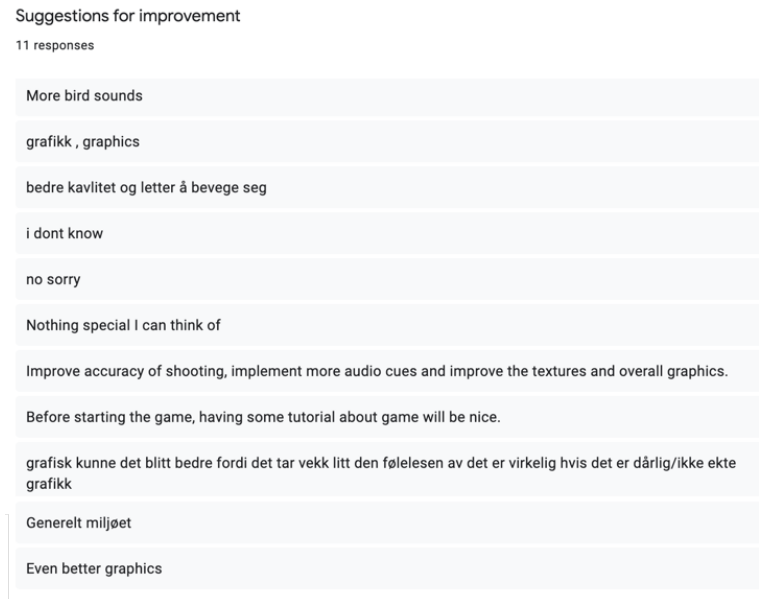 Suggestions for improvement
11 responses
More bird sounds
grafikk , graphics
bedre kavlitet og letter å bevege seg
i dont know
no sorry
Nothing special I can think of
Improve accuracy of shooting, implement more audio cues and improve the textures and overall graphics.
Before starting the game, having some tutorial about game will be nice.
grafisk kunne det blitt bedre fordi det tar vekk litt den følelesen av det er virkelig hvis det er dårlig/ikke ekte
grafikk
Generelt miljøet
Even better graphics